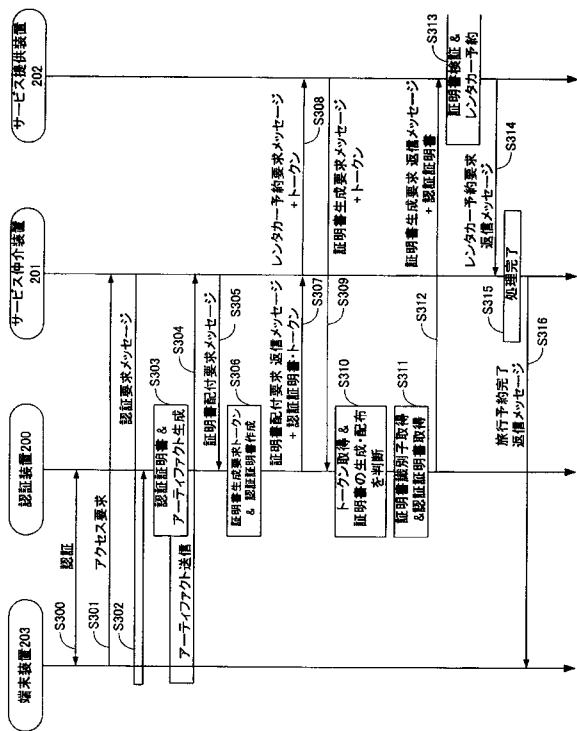 端末装置203
認証装置200
サービス仲介装置
201
サービス提供装置
202
S300
認証
S301
アクセス要求
S302
認証要求メッセージ
S303
認証証明書 &
アーティファクト生成
アーティファクト送信
S304
証明書配付要求メッセージ
S305
S306
証明書生成要求トークン
& 認証証明書作成
証明書配付要求 返信メッセージ
+ 認証証明書・トークン
S307
レンタカー予約要求メッセージ
+ トークン
S308
証明書生成要求メッセージ
+ トークン
S309
S310
トークン取得 &
証明書の生成・配布
を判断
S311
証明書識別子取得
&認証証明書取得
証明書生成要求 返信メッセージ
+ 認証証明書
S312
S313
証明書検証 &
レンタカー予約
レンタカー予約要求
返信メッセージ
S314
S315
処理完了
旅行予約完了
返信メッセージ
S316